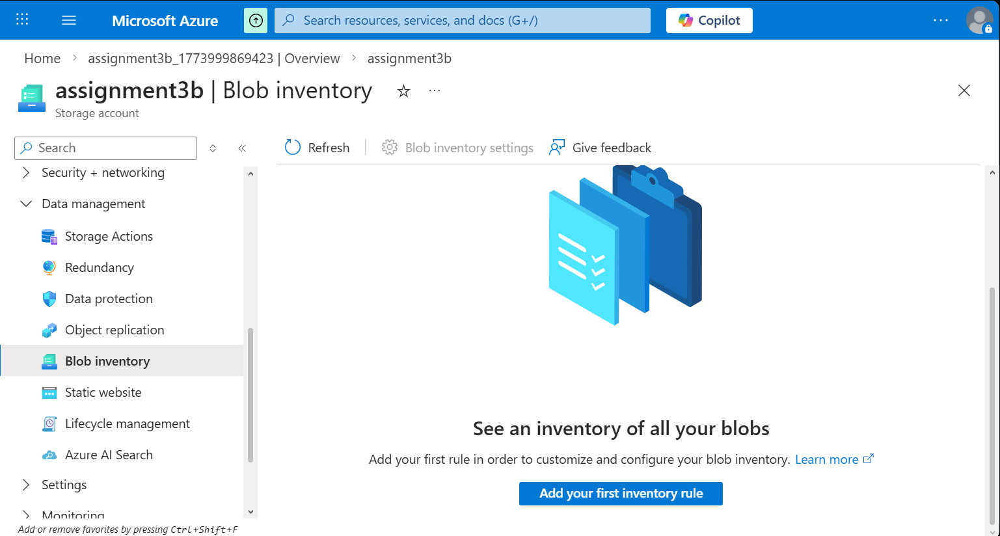 Microsoft Azure
Search resources, services, and docs (G+/)
Copilot
Home
assignment3b_1773999869423 | Overview
assignment3b
assignment3b | Blob inventory
Storage account
Search
Refresh
Blob inventory settings
Give feedback
Security + networking
Data management
Storage Actions
Redundancy
Data protection
Object replication
Blob inventory
Static website
Lifecycle management
Azure AI Search
Settings
Monitoring
Add or remove favorites by pressing Ctrl+Shift+F
See an inventory of all your blobs
Add your first rule in order to customize and configure your blob inventory. Learn more
Add your first inventory rule